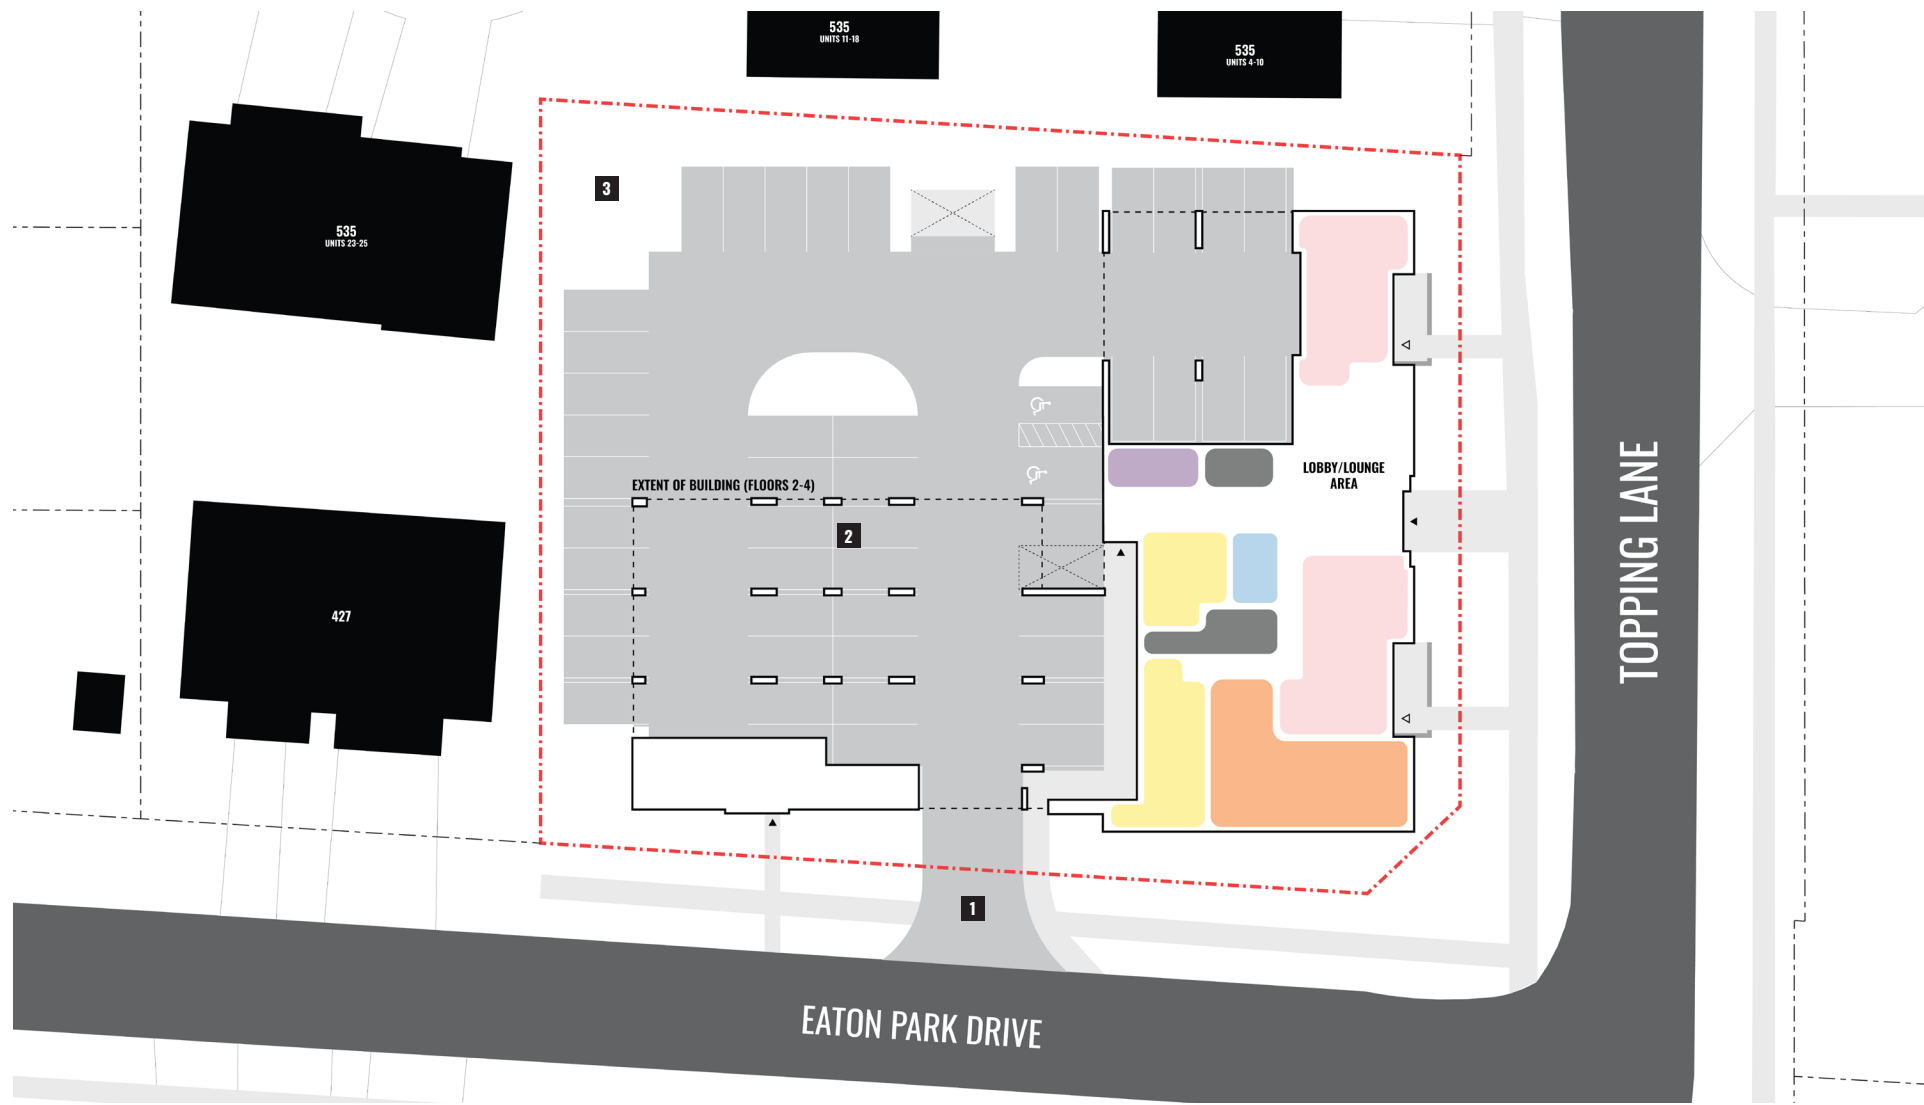 535
UNITS 11-18
535
UNITS 4-10
3
535
UNITS 23-25
LOBBY/LOUNGE
AREA
EXTENT OF BUILDING (FLOORS 2-4)
2
TOPPING LANE
427
1
EATON PARK DRIVE